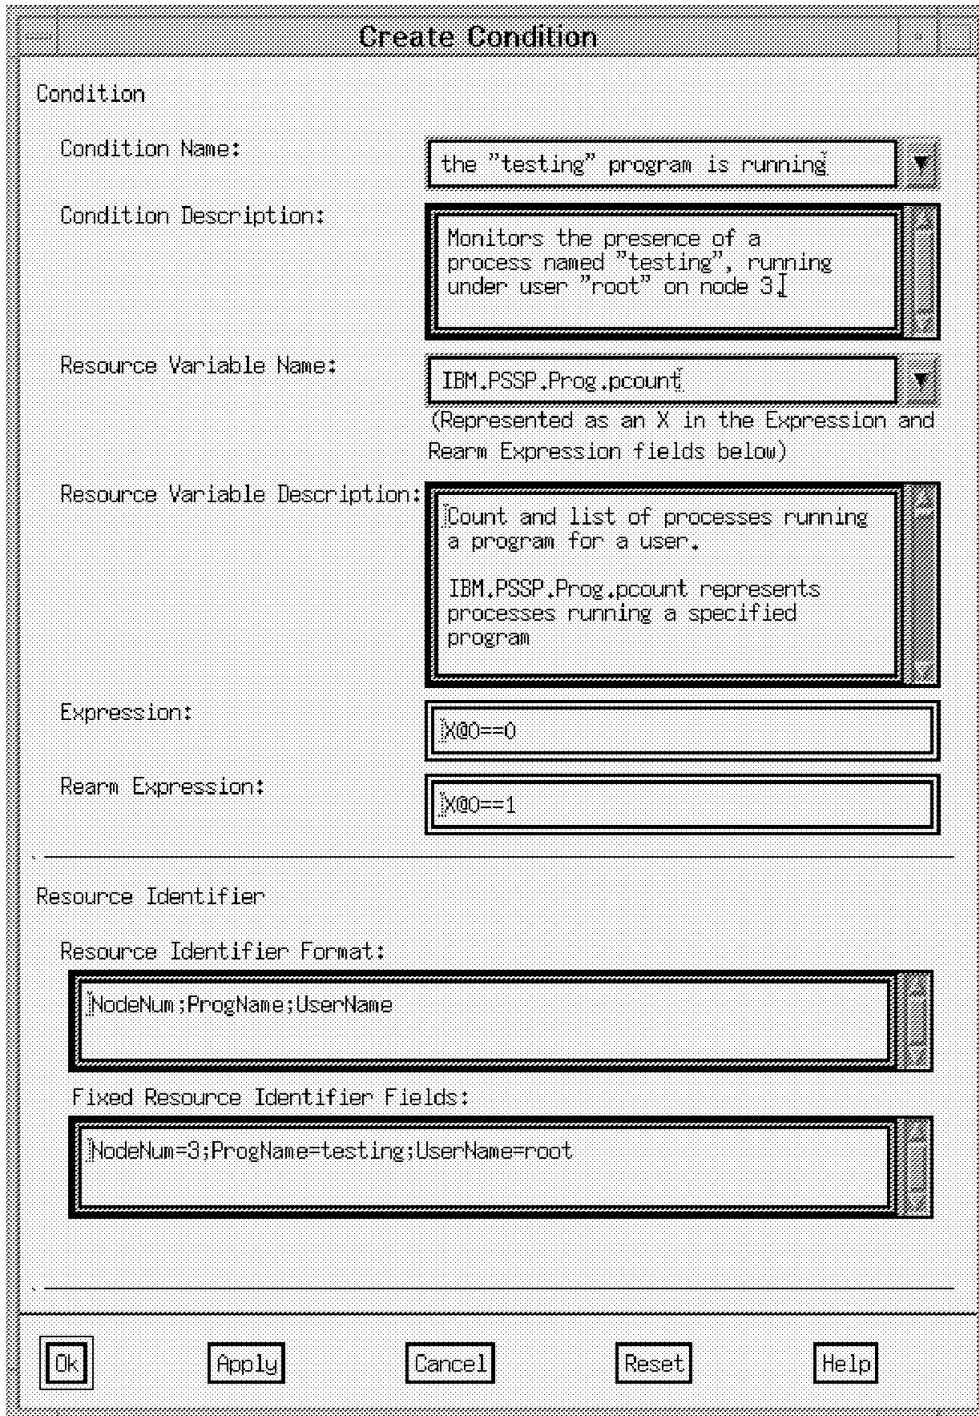 Create Condition
Condition
Condition Name:
the "testing" program is running
Condition Description:
Monitors the presence of a
process named "testing", running
under user "root" on node 3.
Resource Variable Name:
IBM.PSSP.Prog.pcount
(Represented as an X in the Expression and
Rearm Expression fields below)
Resource Variable Description:
Count and list of processes running
a program for a user.
IBM.PSSP.Prog.pcount represents
processes running a specified
program
Expression:
X@0==0
Rearm Expression:
X@0==1
Resource Identifier
Resource Identifier Format:
NodeNum;ProgName;UserName
Fixed Resource Identifier Fields:
NodeNum=3;ProgName=testing;UserName=root
Ok Apply Cancel Reset Help